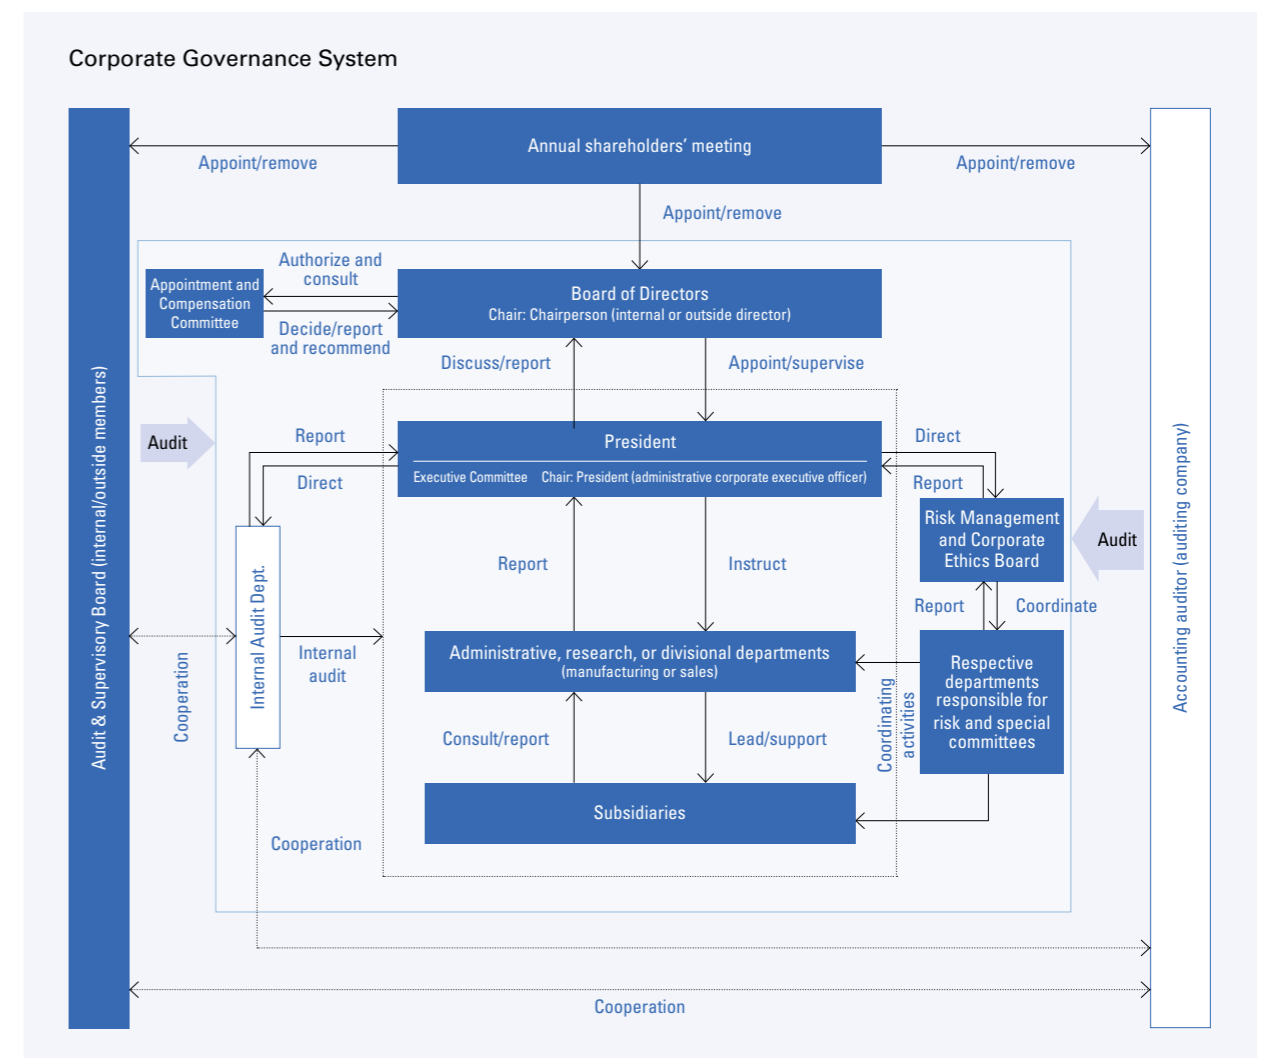 Corporate Governance System
Annual shareholders’ meeting
Appoint/remove
Appoint/remove
Appoint/remove
Authorize and
consult
Appointment and
Compensation
Committee
Board of Directors
Chair: Chairperson (internal or outside director)
Decide/report
and recommend
Discuss/report
Appoint/supervise
Audit & Supervisory Board (internal/outside members)
Audit
Report
Direct
President
Executive Committee Chair: President (administrative corporate executive officer)
Direct
Report
Risk Management
and Corporate
Ethics Board
Audit
Accounting auditor (auditing company)
Internal Audit Dept.
Report
Instruct
Report
Coordinate
Cooperation
Internal
audit
Administrative, research, or divisional departments
(manufacturing or sales)
Respective
departments
responsible for
risk and special
committees
Coordinating
activities
Consult/report
Lead/support
Subsidiaries
Cooperation
Cooperation